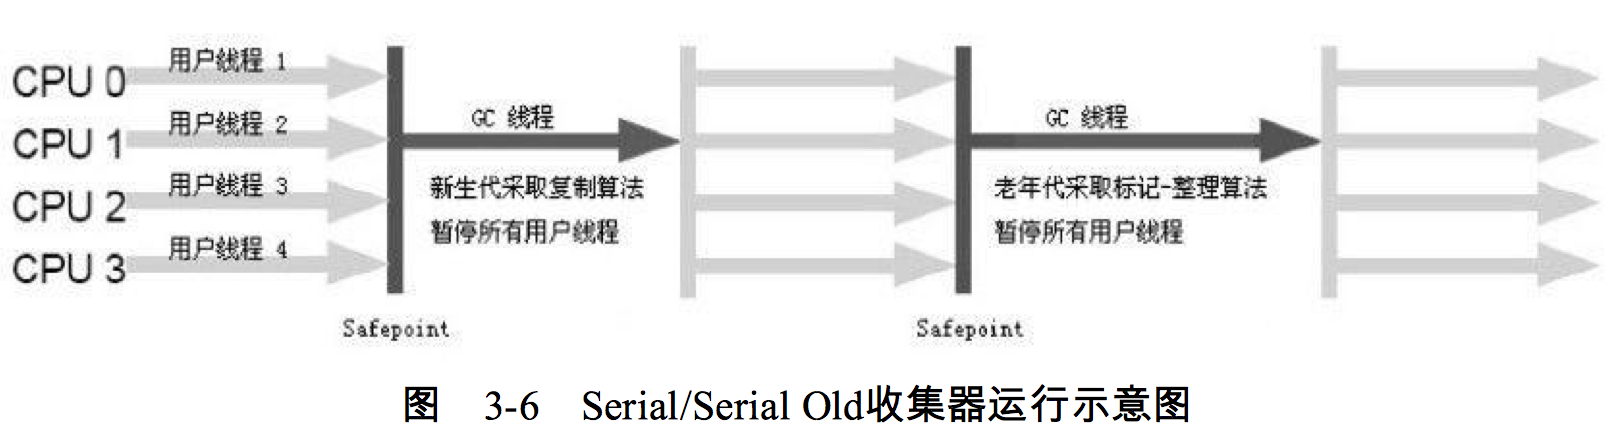 CPU 0
用户线程 1
CPU 1
用户线程 2
CPU 2
用户线程 3
CPU 3
用户线程 4
Safepoint
GC 线程
新生代采取复制算法
暂停所有用户线程
Safepoint
GC 线程
老年代采取标记-整理算法
暂停所有用户线程
图 3-6 Serial/Serial Old收集器运行示意图